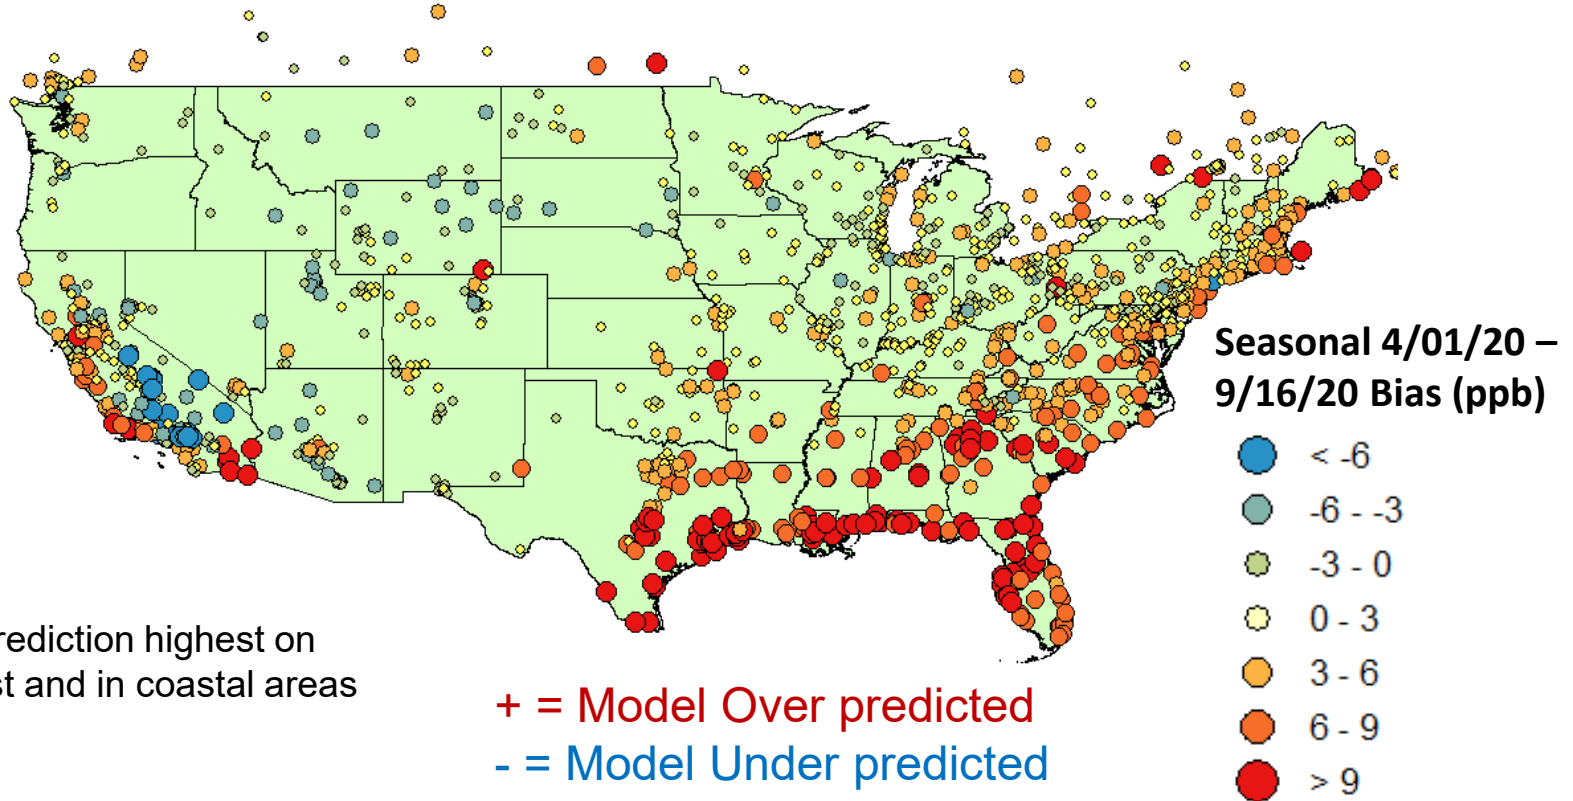 Seasonal 4/01/20 –
9/16/20 Bias (ppb)
< -6
-6 - -3
-3 - 0
0 - 3
3 - 6
6 - 9
> 9
rediction highest on
st and in coastal areas
+ = Model Over predicted
- = Model Under predicted